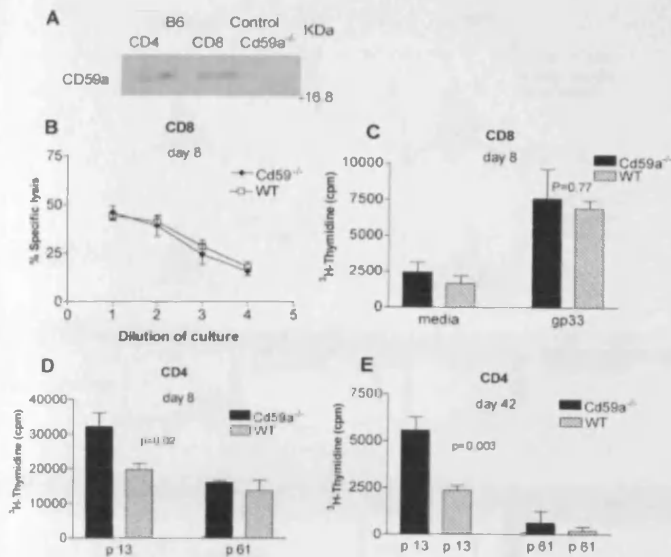 A
B6 Control KDa
CD4 CD8 Cd59a-/-
CD59a
-16.8
B
CD8
day 8
75
50
25
0
% Specific lysis
Cd59-/-
WT
0 1 2 3 4 5
Dilution of culture
C
CD8
day 8
10000
7500
5000
2500
0
³H-Thymidine (cpm)
Cd59a-/-
WT
P=0.77
media gp33
D
CD4
day 8
40000
30000
20000
10000
0
³H-Thymidine (cpm)
Cd59a-/-
WT
p=0.02
p 13 p 61
E
CD4
day 42
7500
5000
2500
0
³H-Thymidine (cpm)
Cd59a-/-
WT
p=0.003
p 13 p 13 p 61 p 61